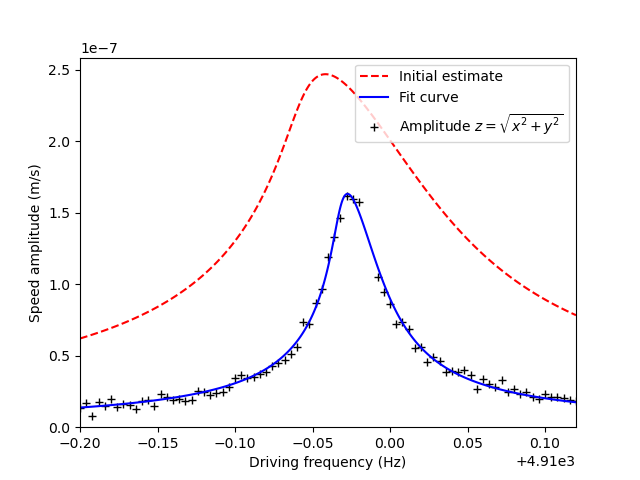 1e−7
2.5
2.0
1.5
1.0
0.5
0.0
Speed amplitude (m/s)
Initial estimate
Fit curve
Amplitude z = √x² + y²
−0.20
−0.15
−0.10
−0.05
0.00
0.05
0.10
Driving frequency (Hz)
+4.91e3